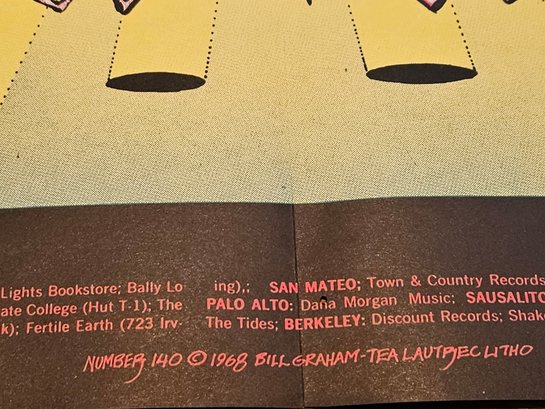 Lights Bookstore; Bally Lo
ate College (Hut T-1); The
k); Fertile Earth (723 Irv-
ing),; SAN MATEO; Town & Country Records
PALO ALTO: Dana Morgan Music: SAUSALITO
The Tides; BERKELEY: Discount Records; Shak
NUMBER 140 © 1968 BILL GRAHAM-TEA LAUTREC LITHO